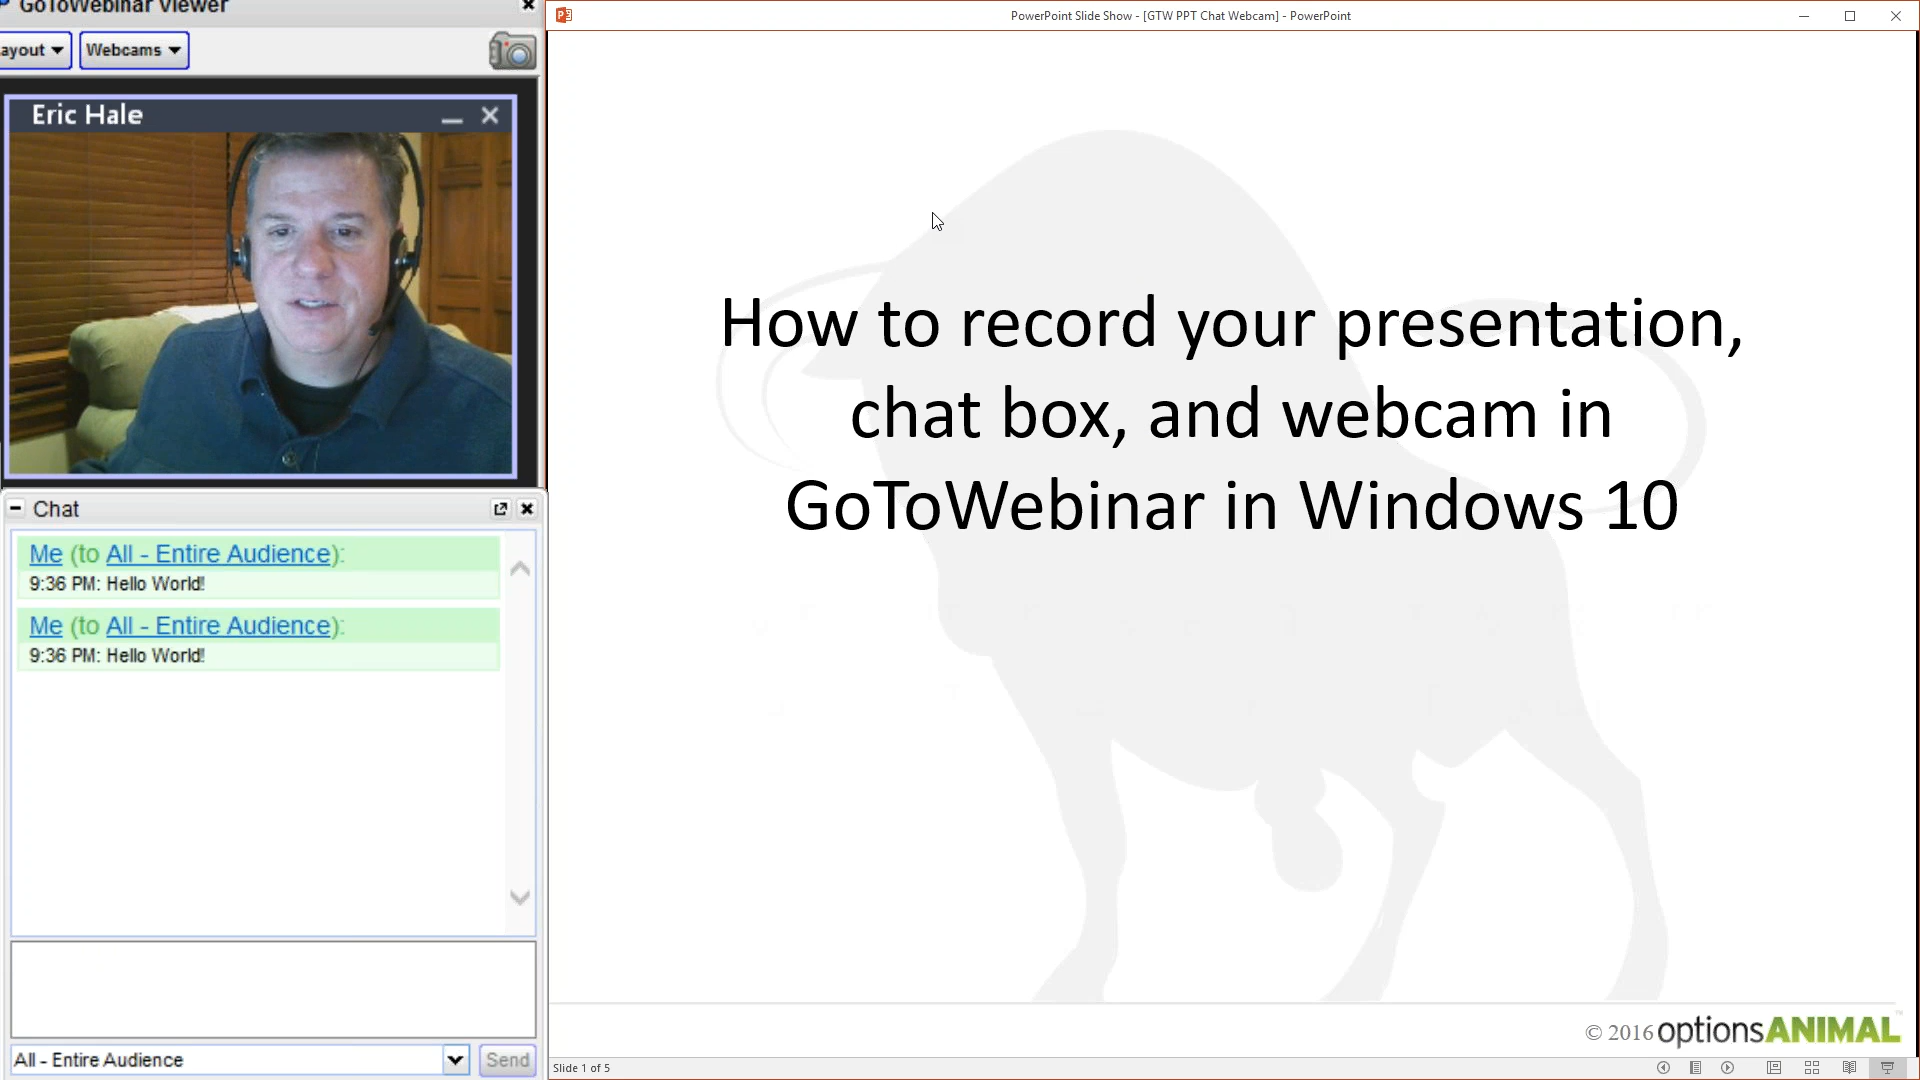 GoToWebinar Viewer
ayout
Webcams
Eric Hale
Chat
Me (to All - Entire Audience):
9:36 PM: Hello World!
Me (to All - Entire Audience):
9:36 PM: Hello World!
All - Entire Audience
Send
PowerPoint Slide Show - [GTW PPT Chat Webcam] - PowerPoint
How to record your presentation,
chat box, and webcam in
GoToWebinar in Windows 10
© 2016 optionsANIMAL
Slide 1 of 5